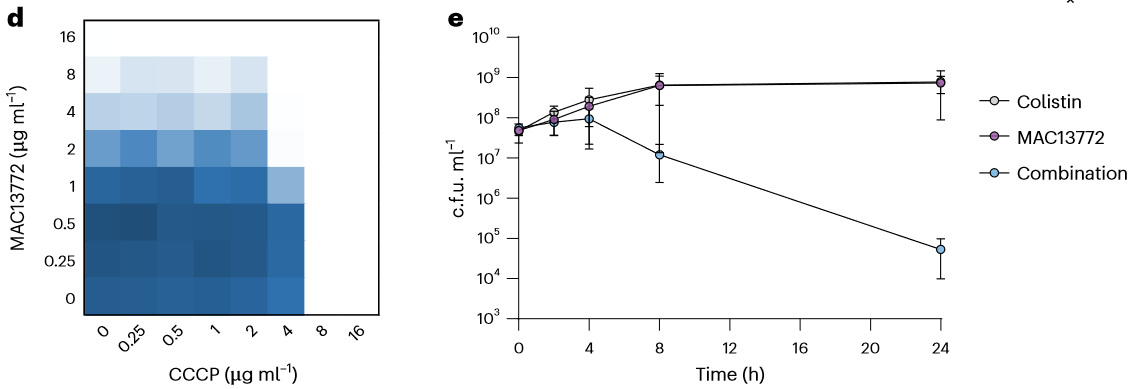 d
16
8
4
2
1
0.5
0.25
0
MAC13772 (μg ml⁻¹)
0 0.25 0.5 1 2 4 8 16
CCCP (μg ml⁻¹)
e
10¹⁰
10⁹
10⁸
10⁷
10⁶
10⁵
10⁴
10³
c.f.u. ml⁻¹
0 4 8 12 16 20 24
Time (h)
Colistin
MAC13772
Combination